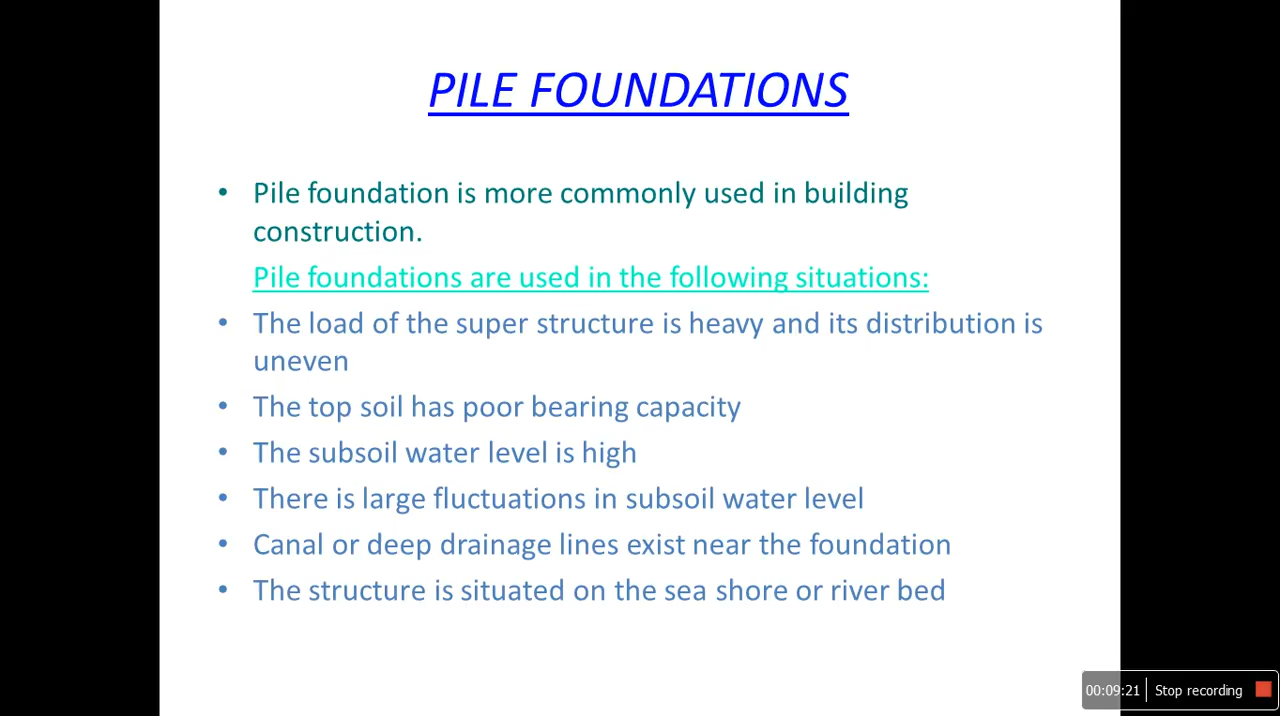 PILE FOUNDATIONS
• Pile foundation is more commonly used in building
construction.
Pile foundations are used in the following situations:
• The load of the super structure is heavy and its distribution is
uneven
• The top soil has poor bearing capacity
• The subsoil water level is high
• There is large fluctuations in subsoil water level
• Canal or deep drainage lines exist near the foundation
• The structure is situated on the sea shore or river bed
00:09:21 Stop recording